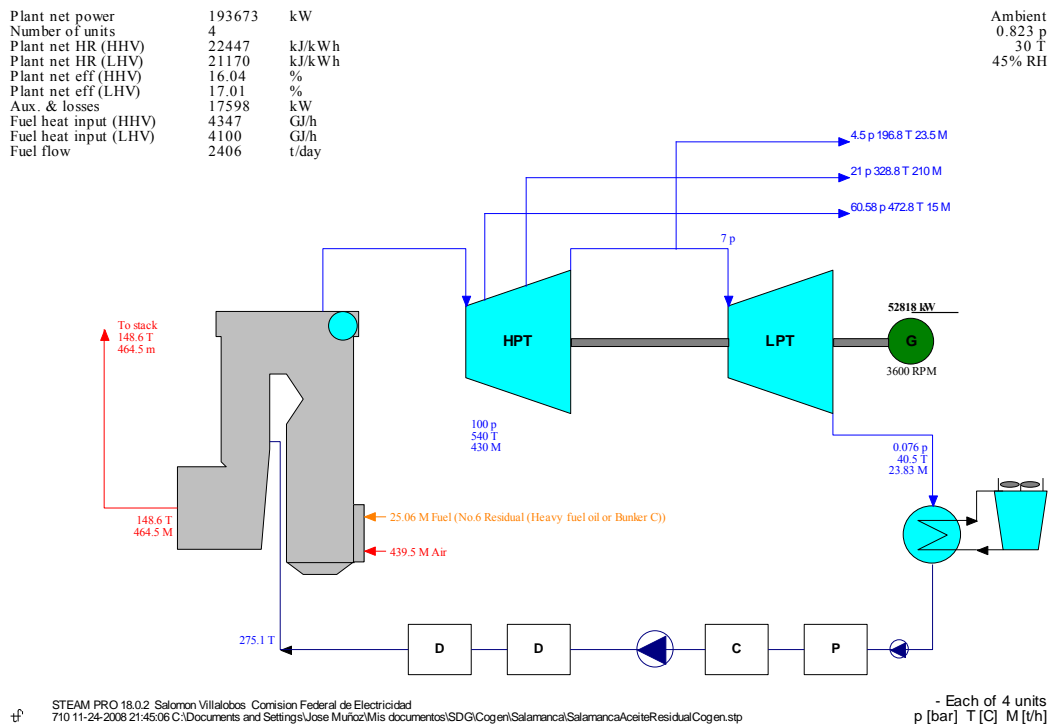 Plant net power 193673 kW
Number of units 4
Plant net HR (HHV) 22447 kJ/kWh
Plant net HR (LHV) 21170 kJ/kWh
Plant net eff (HHV) 16.04 %
Plant net eff (LHV) 17.01 %
Aux. & losses 17598 kW
Fuel heat input (HHV) 4347 GJ/h
Fuel heat input (LHV) 4100 GJ/h
Fuel flow 2406 t/day
Ambient
0.823 p
30 T
45% RH
4.5 p 196.8 T 23.5 M
21 p 328.8 T 210 M
60.58 p 472.8 T 15 M
7 p
To stack
148.6 T
464.5 m
HPT
LPT
52818 kW
G
3600 RPM
100 p
540 T
430 M
0.076 p
40.5 T
23.83 M
148.6 T
464.5 M
25.06 M Fuel (No.6 Residual (Heavy fuel oil or Bunker C))
439.5 M Air
275.1 T
D
D
C
P
STEAM PRO 18.0.2 Salomon Villalobos Comision Federal de Electricidad
710 11-24-2008 21:45:06 C:\Documents and Settings\Jose Muñoz\Mis documentos\SDG\Cogen\Salamanca\SalamancaAceiteResidualCogen.stp
- Each of 4 units
p [bar] T [C] M [t/h]